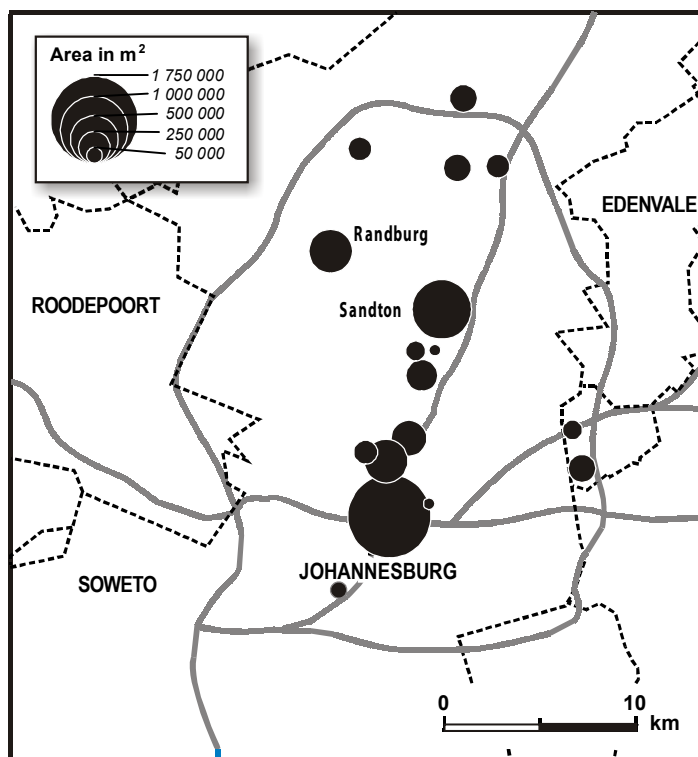 Area in m²
1 750 000
1 000 000
500 000
250 000
50 000
EDENVALE
Randburg
ROODEPOORT
Sandton
JOHANNESBURG
SOWETO
0 10
km